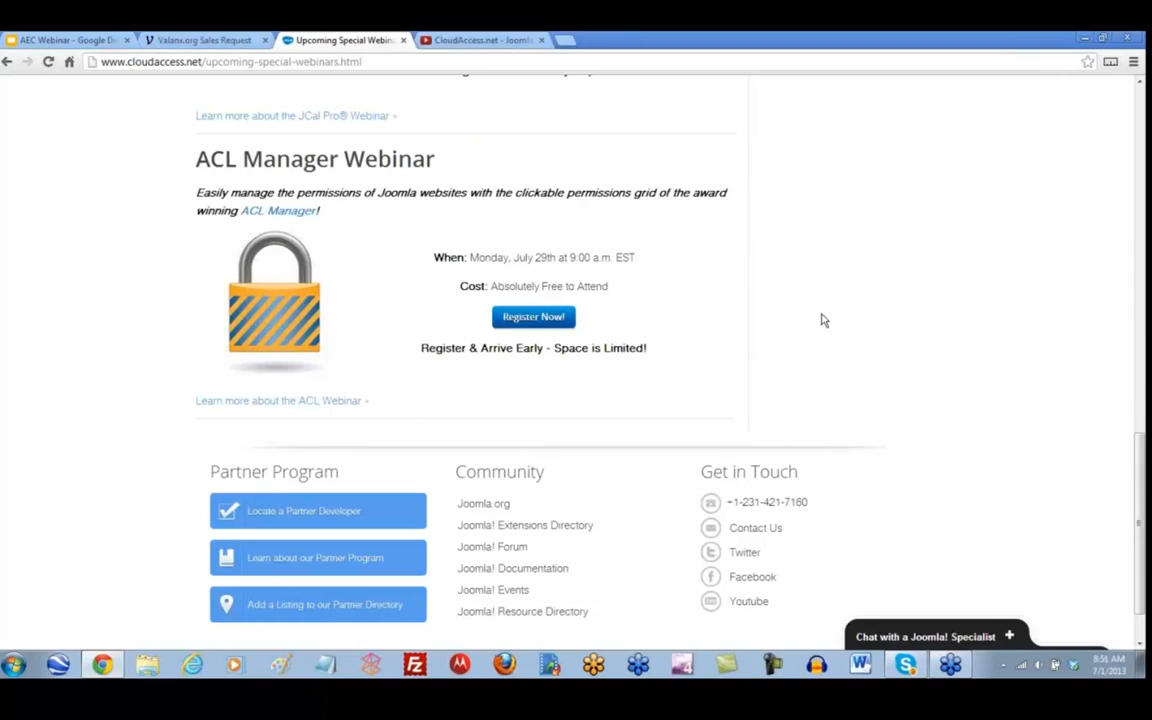 AEC Webinar - Google Dr
Valanx.org Sales Request
Upcoming Special Webin
CloudAccess.net - Joomla
www.cloudaccess.net/upcoming-special-webinars.html
Learn more about the JCal Pro® Webinar »
ACL Manager Webinar
Easily manage the permissions of Joomla websites with the clickable permissions grid of the award
winning ACL Manager!
When: Monday, July 29th at 9:00 a.m. EST
Cost: Absolutely Free to Attend
Register Now!
Register & Arrive Early - Space is Limited!
Learn more about the ACL Webinar »
Partner Program
Locate a Partner Developer
Learn about our Partner Program
Add a Listing to our Partner Directory
Community
Joomla.org
Joomla! Extensions Directory
Joomla! Forum
Joomla! Documentation
Joomla! Events
Joomla! Resource Directory
Get in Touch
+1-231-421-7160
Contact Us
Twitter
Facebook
Youtube
Chat with a Joomla! Specialist
8:51 AM
7/1/2013